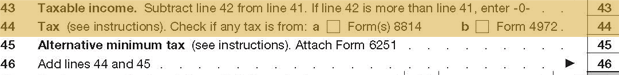 43 Taxable income. Subtract line 42 from line 41. If line 42 is more than line 41, enter -0- . . 43
44 Tax (see instructions). Check if any tax is from: a Form(s) 8814 b Form 4972 . 44
45 Alternative minimum tax (see instructions). Attach Form 6251 . . . . . . . . 45
46 Add lines 44 and 45 . . . . . . . . . . . . . . . . . ▶ 46